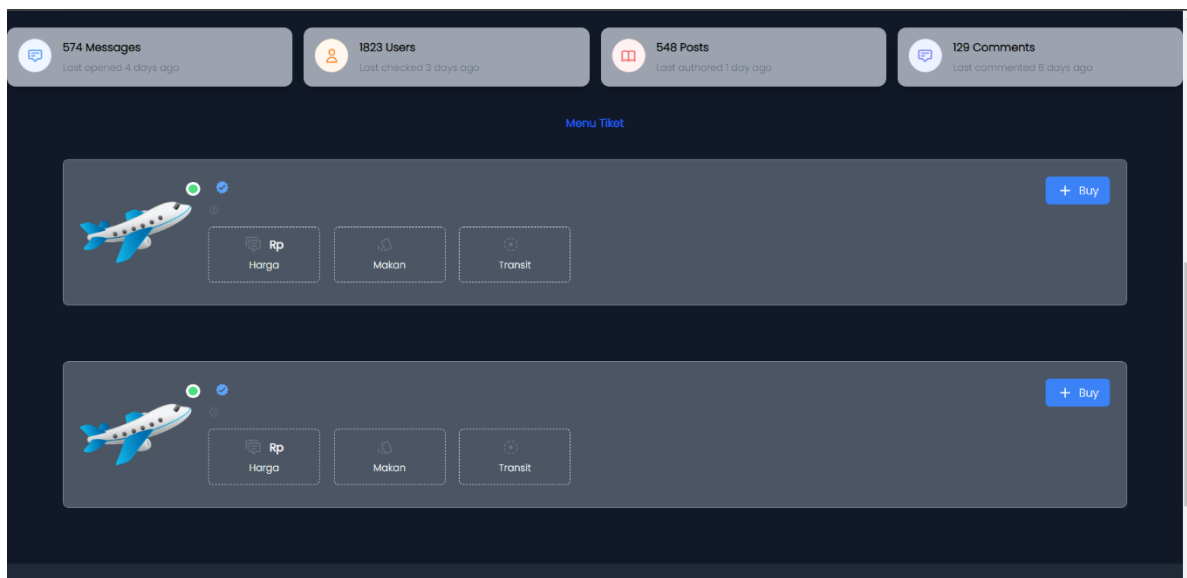 574 Messages
Last opened 4 days ago
1823 Users
Last checked 3 days ago
548 Posts
Last authored 1 day ago
129 Comments
Last commented 8 days ago
Menu Tiket
+ Buy
Rp
Harga
Makan
Transit
+ Buy
Rp
Harga
Makan
Transit